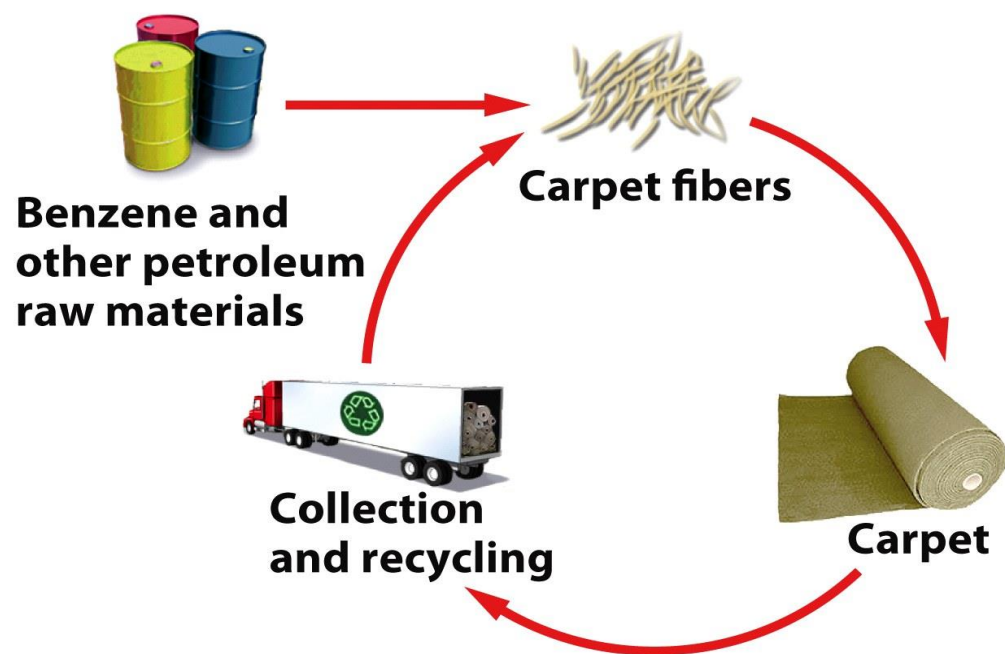 Benzene and
other petroleum
raw materials
Carpet fibers
Carpet
Collection
and recycling